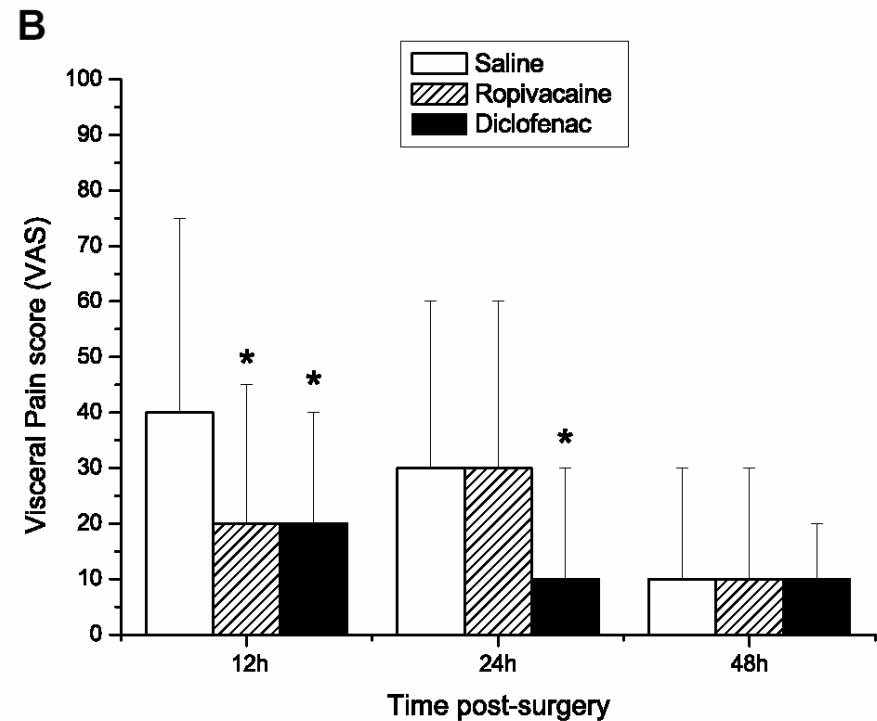 B
Saline
Ropivacaine
Diclofenac
Visceral Pain score (VAS)
100
90
80
70
60
50
40
30
20
10
0
*
*
*
12h
24h
48h
Time post-surgery